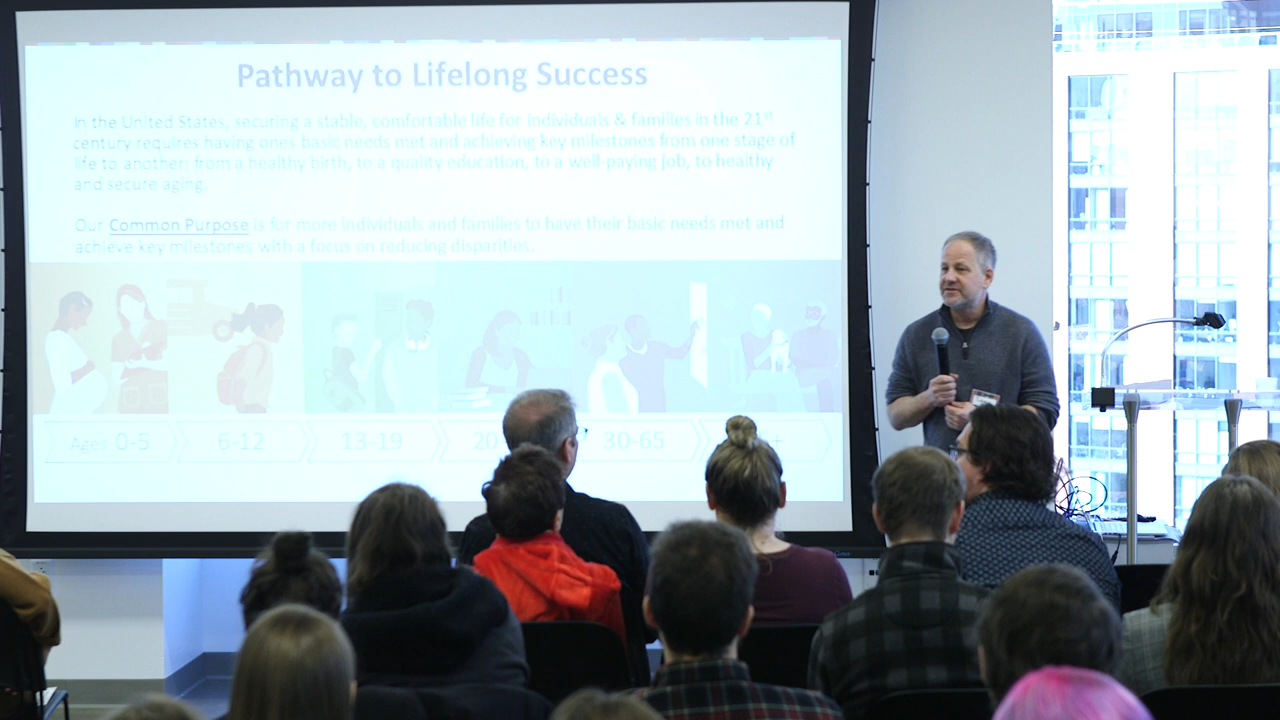 Pathway to Lifelong Success
In the United States, securing a stable, comfortable life for individuals & families in the 21st
century requires having ones basic needs met and achieving key milestones from one stage of
life to another: from a healthy birth, to a quality education, to a well-paying job, to healthy
and secure aging.
Our Common Purpose is for more individuals and families to have their basic needs met and
achieve key milestones with a focus on reducing disparities.
Ages 0-5 6-12 13-19 20- 30-65 +